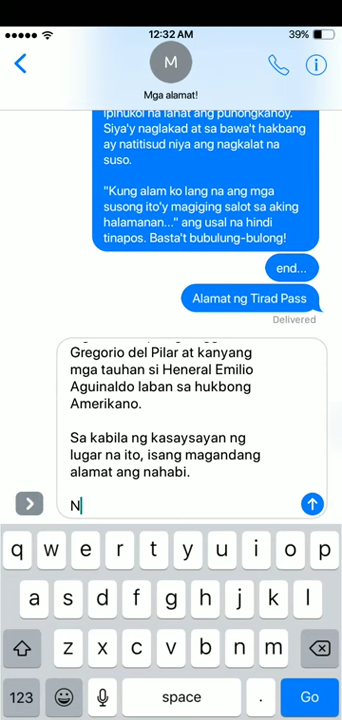 12:32 AM
39%
M
Mga alamat!
ipinukol na lahat ang punongkahoy.
Siya'y naglakad at sa bawa't hakbang
ay natitisud niya ang nagkalat na
suso.
"Kung alam ko lang na ang mga
susong ito'y magiging salot sa aking
halamanan..." ang usal na hindi
tinapos. Basta't bubulung-bulong!
end...
Alamat ng Tirad Pass
Delivered
Gregorio del Pilar at kanyang
mga tauhan si Heneral Emilio
Aguinaldo laban sa hukbong
Amerikano.
Sa kabila ng kasaysayan ng
lugar na ito, isang magandang
alamat ang nahabi.
N
q w e r t y u i o p
a s d f g h j k l
z x c v b n m
123 space . Go